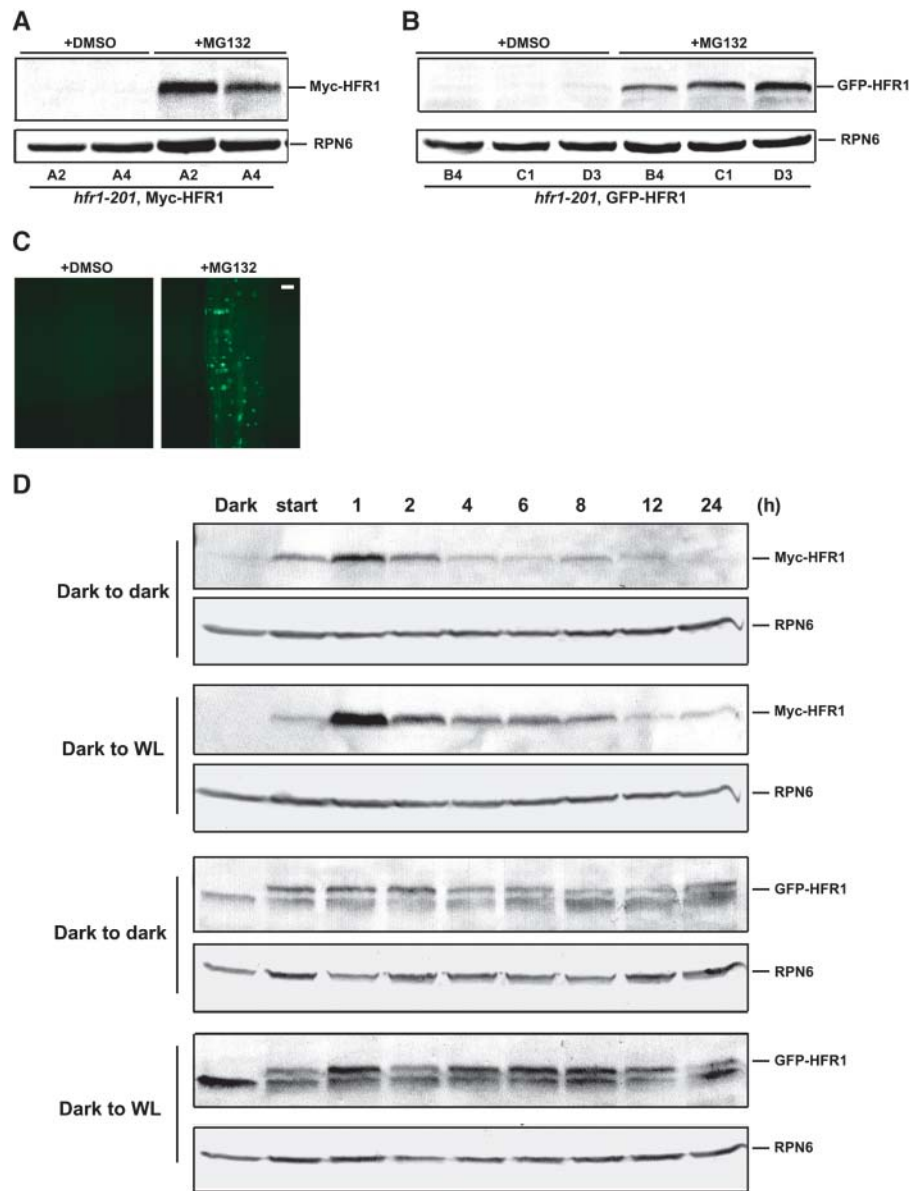 A
+DMSO +MG132
Myc-HFR1
RPN6
A2 A4 A2 A4
hfr1-201, Myc-HFR1
B
+DMSO +MG132
GFP-HFR1
RPN6
B4 C1 D3 B4 C1 D3
hfr1-201, GFP-HFR1
C
+DMSO +MG132
D
Dark start 1 2 4 6 8 12 24 (h)
Dark to dark
Myc-HFR1
RPN6
Dark to WL
Myc-HFR1
RPN6
Dark to dark
GFP-HFR1
RPN6
Dark to WL
GFP-HFR1
RPN6